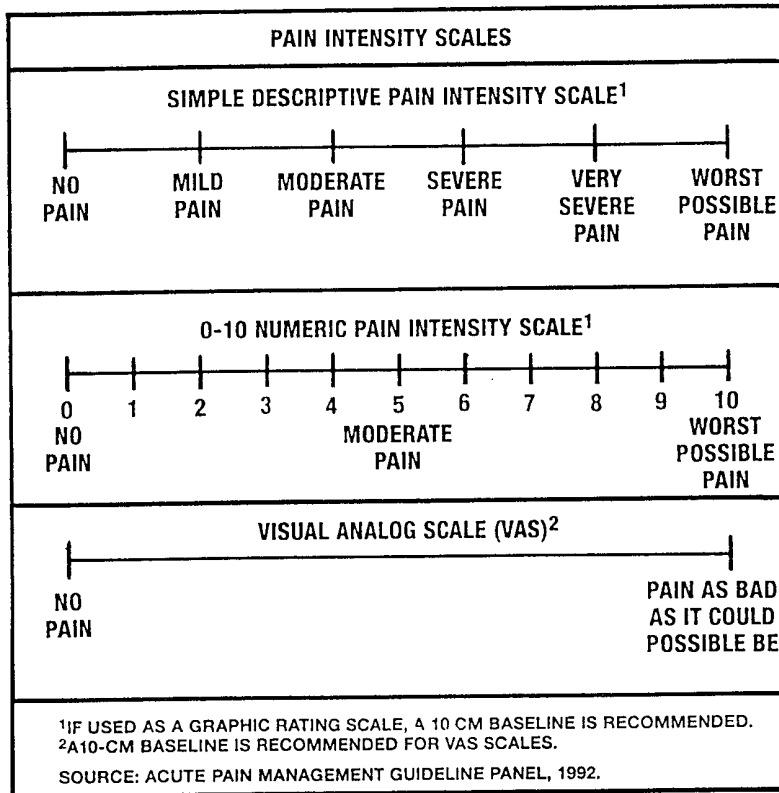 PAIN INTENSITY SCALES
SIMPLE DESCRIPTIVE PAIN INTENSITY SCALE¹
NO PAIN
MILD PAIN
MODERATE PAIN
SEVERE PAIN
VERY SEVERE PAIN
WORST POSSIBLE PAIN
0-10 NUMERIC PAIN INTENSITY SCALE¹
0 1 2 3 4 5 6 7 8 9 10
NO PAIN
MODERATE PAIN
WORST POSSIBLE PAIN
VISUAL ANALOG SCALE (VAS)²
NO PAIN
PAIN AS BAD
AS IT COULD
POSSIBLE BE
¹IF USED AS A GRAPHIC RATING SCALE, A 10 CM BASELINE IS RECOMMENDED.
²A10-CM BASELINE IS RECOMMENDED FOR VAS SCALES.
SOURCE: ACUTE PAIN MANAGEMENT GUIDELINE PANEL, 1992.